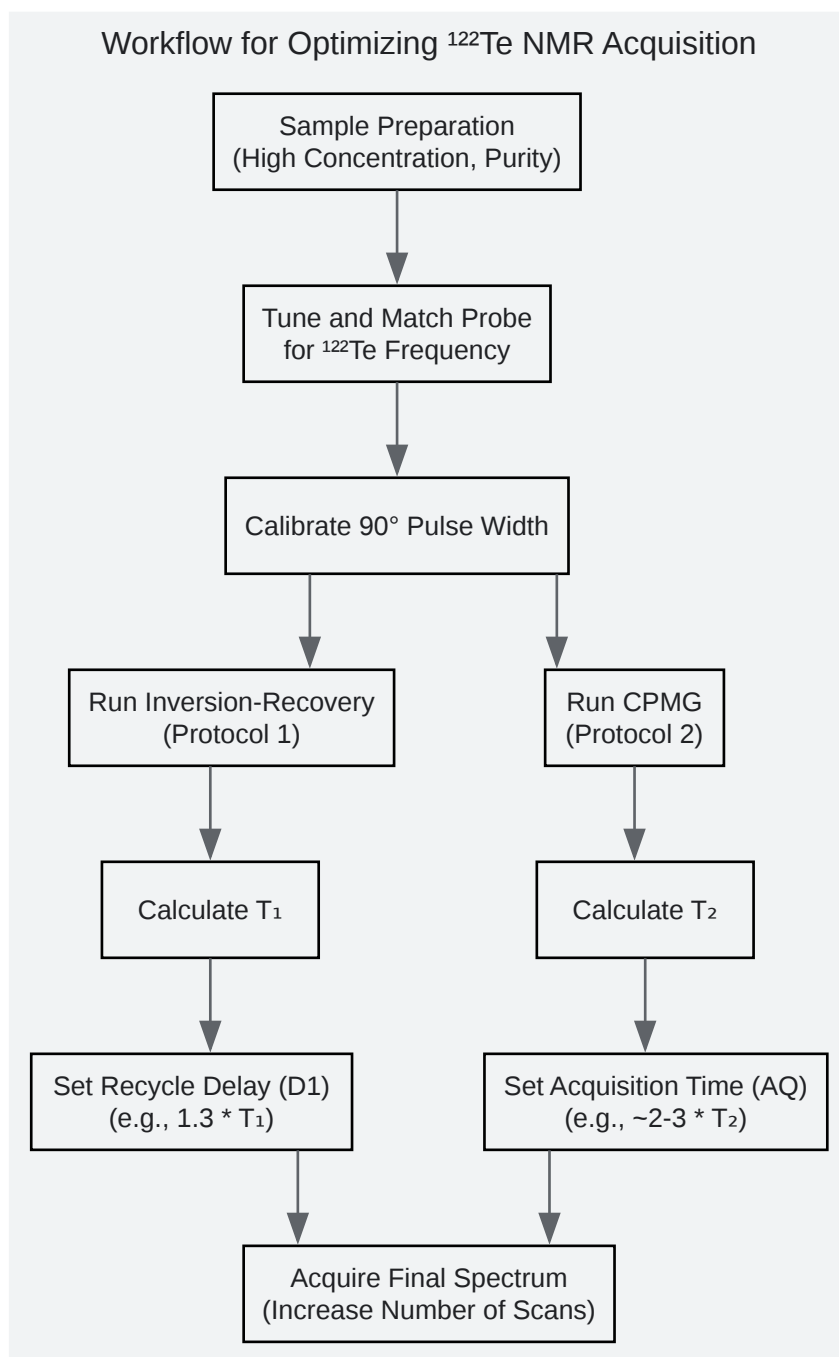 Workflow for Optimizing ¹²²Te NMR Acquisition
Sample Preparation
(High Concentration, Purity)
Tune and Match Probe
for ¹²²Te Frequency
Calibrate 90° Pulse Width
Run Inversion-Recovery
(Protocol 1)
Run CPMG
(Protocol 2)
Calculate T₁
Calculate T₂
Set Recycle Delay (D1)
(e.g., 1.3 * T₁)
Set Acquisition Time (AQ)
(e.g., ~2-3 * T₂)
Acquire Final Spectrum
(Increase Number of Scans)